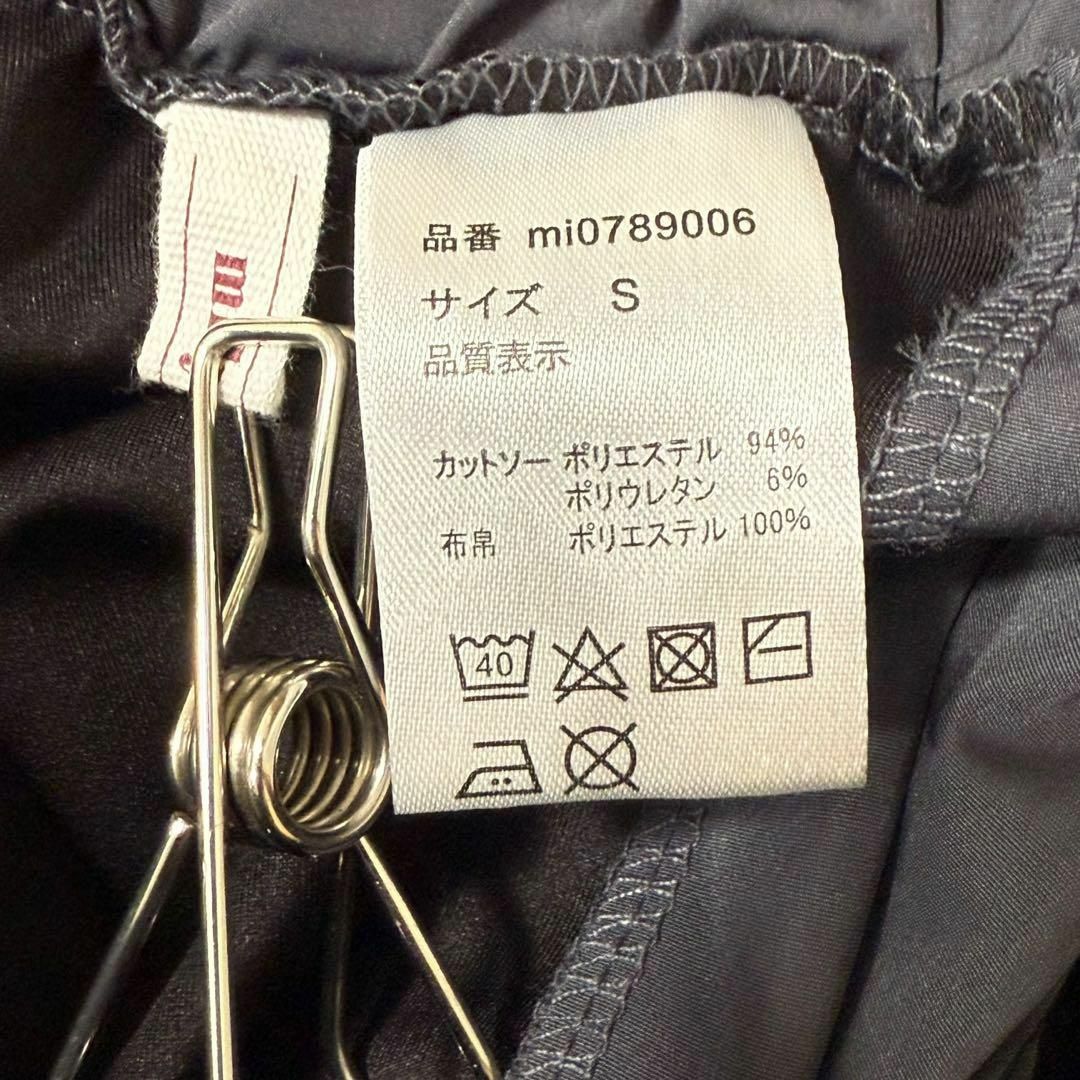 品番 mi0789006
サイズ S
品質表示
カットソー ポリエステル 94%
ポリウレタン 6%
布帛 ポリエステル 100%
40